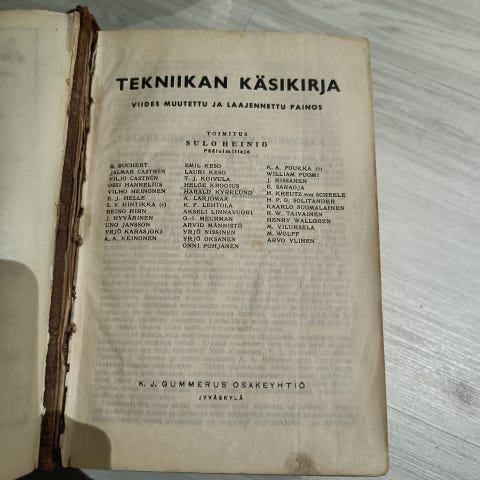 TEKNIIKAN KÄSIKIRJA
VIIDES MUUTETTU JA LAAJENNETTU PAINOS
TOIMITUS
SULO HEINIÖ
Päätoimittaja
B. BUCHERT
JALMAR CASTRÉN
VILJO CASTRÉN
OSSI HANNELIUS
VILHO HEINONEN
E. J. HELLE
E. V. HINTIKKA (†)
REINO HIRN
J. HYVÄRINEN
UNO JANSSON
YRJÖ KARASJOKI
A. A. KEINONEN
EMIL KESO
LAURI KESO
T. J. KOIVULA
HELGE KROGIUS
HARALD KYRKLUND
K. LARJOMAA
K. F. LEHTOLA
AKSELI LINNAVUORI
O.-I. MEURMAN
ARVID MÄNNISTÖ
YRJÖ NISSINEN
YRJÖ OKSANEN
ONNI POHJANEN
K. A. POUKKA (†)
WILLIAM PUOMI
J. RISSANEN
E. SARAOJA
H. KREUTZ von SCHEELE
H. P. G. SOLITANDER
KAARLO SUOMALAINEN
R. W. TAIVAINEN
HENRY WALLGREN
M. VILUKSELA
M. WOLFF
ARVO YLINEN
K. J. GUMMERUS OSAKEYHTIÖ
JYVÄSKYLÄ